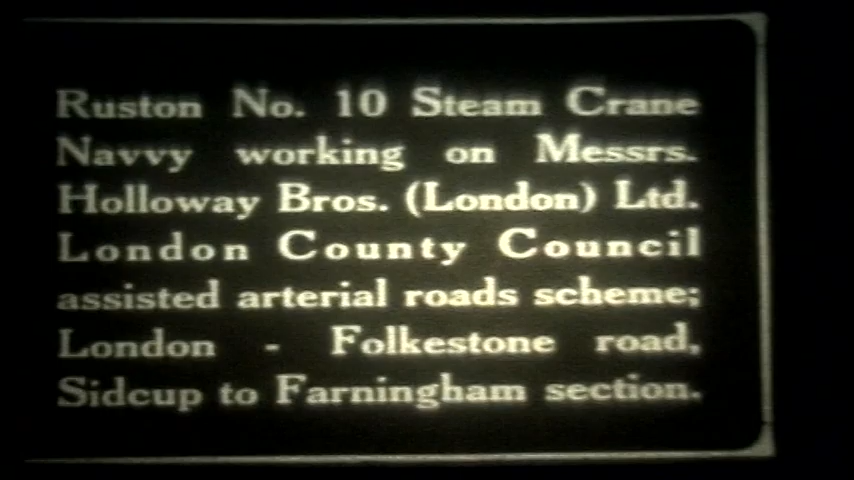 Ruston No. 10 Steam Crane
Navvy working on Messrs.
Holloway Bros. (London) Ltd.
London County Council
assisted arterial roads scheme;
London - Folkestone road,
Sidcup to Farningham section.